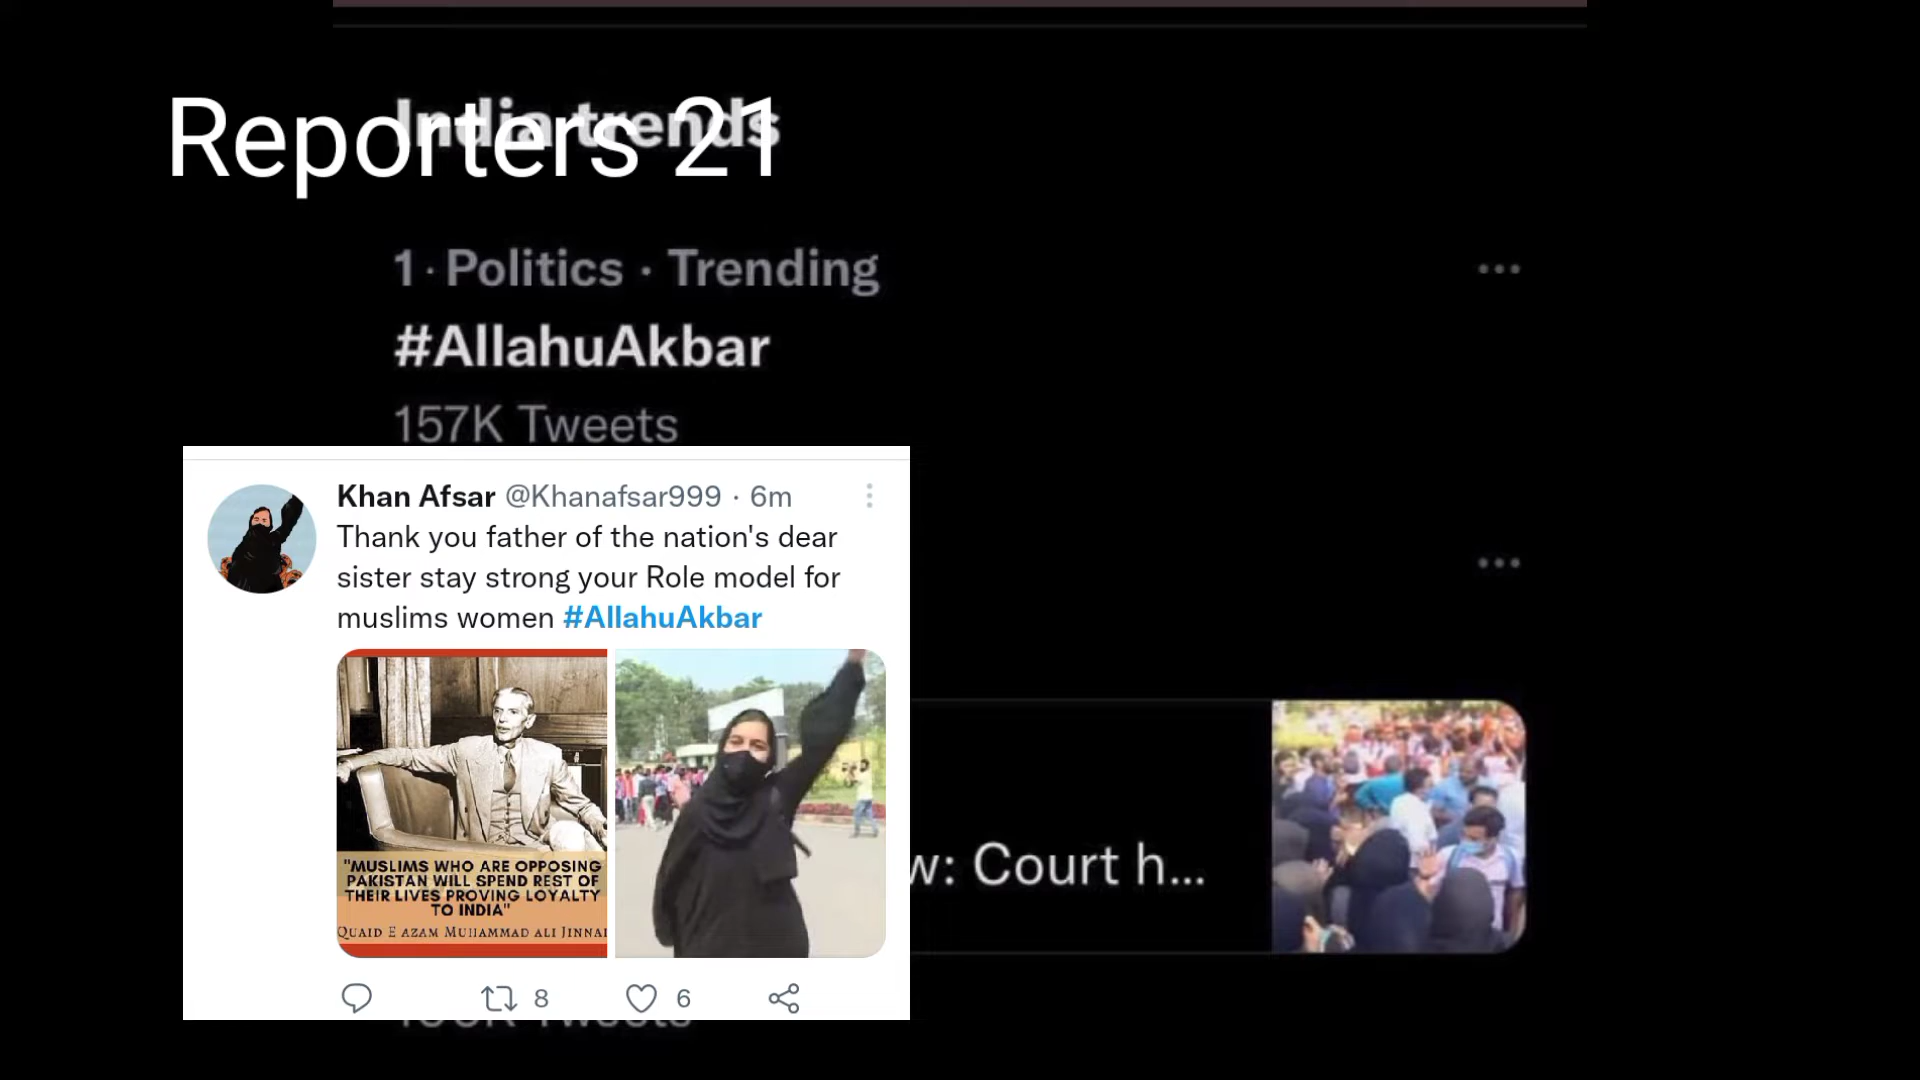 India trends
Reporters 21
1 · Politics · Trending
#AllahuAkbar
157K Tweets
Khan Afsar @Khanafsar999 · 6m
Thank you father of the nation's dear
sister stay strong your Role model for
muslims women #AllahuAkbar
"MUSLIMS WHO ARE OPPOSING
PAKISTAN WILL SPEND REST OF
THEIR LIVES PROVING LOYALTY
TO INDIA"
QUAID E AZAM MUHAMMAD ALI JINNAH
w: Court h...
8
6
Tweets